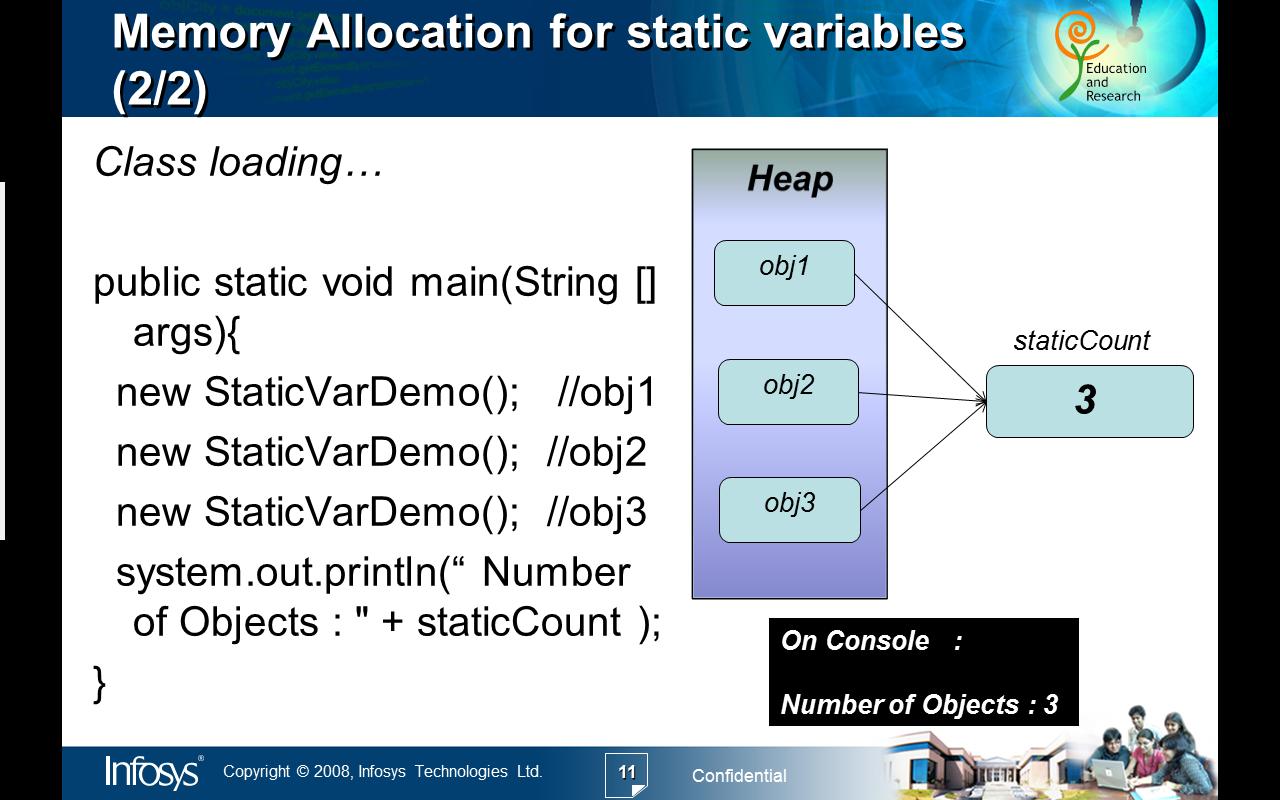 Memory Allocation for static variables
(2/2)
Education
and
Research
Class loading…
public static void main(String []
args){
new StaticVarDemo();   //obj1
new StaticVarDemo();  //obj2
new StaticVarDemo();  //obj3
system.out.println(“ Number
of Objects : " + staticCount );
}
Heap
obj1
obj2
obj3
staticCount
3
On Console   :
Number of Objects : 3
Infosys®
Copyright © 2008, Infosys Technologies Ltd.
11
Confidential